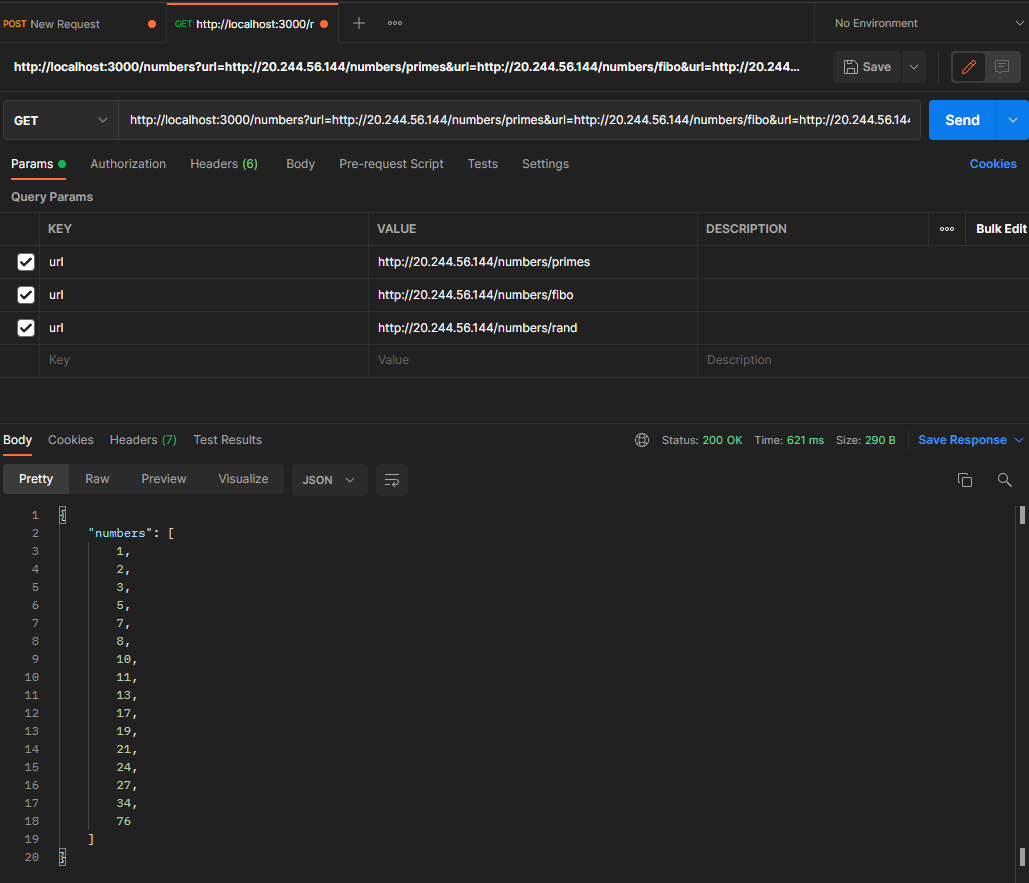 POST New Request
GET http://localhost:3000/r
No Environment
http://localhost:3000/numbers?url=http://20.244.56.144/numbers/primes&url=http://20.244.56.144/numbers/fibo&url=http://20.244...
Save
GET
http://localhost:3000/numbers?url=http://20.244.56.144/numbers/primes&url=http://20.244.56.144/numbers/fibo&url=http://20.244.56.144
Send
Params Authorization Headers (6) Body Pre-request Script Tests Settings Cookies
Query Params
KEY VALUE DESCRIPTION Bulk Edit
url http://20.244.56.144/numbers/primes
url http://20.244.56.144/numbers/fibo
url http://20.244.56.144/numbers/rand
Key Value Description
Body Cookies Headers (7) Test Results Status: 200 OK Time: 621 ms Size: 290 B Save Response
Pretty Raw Preview Visualize JSON
1 {
2 "numbers": [
3 1,
4 2,
5 3,
6 5,
7 7,
8 8,
9 10,
10 11,
11 13,
12 17,
13 19,
14 21,
15 24,
16 27,
17 34,
18 76
19 ]
20 }